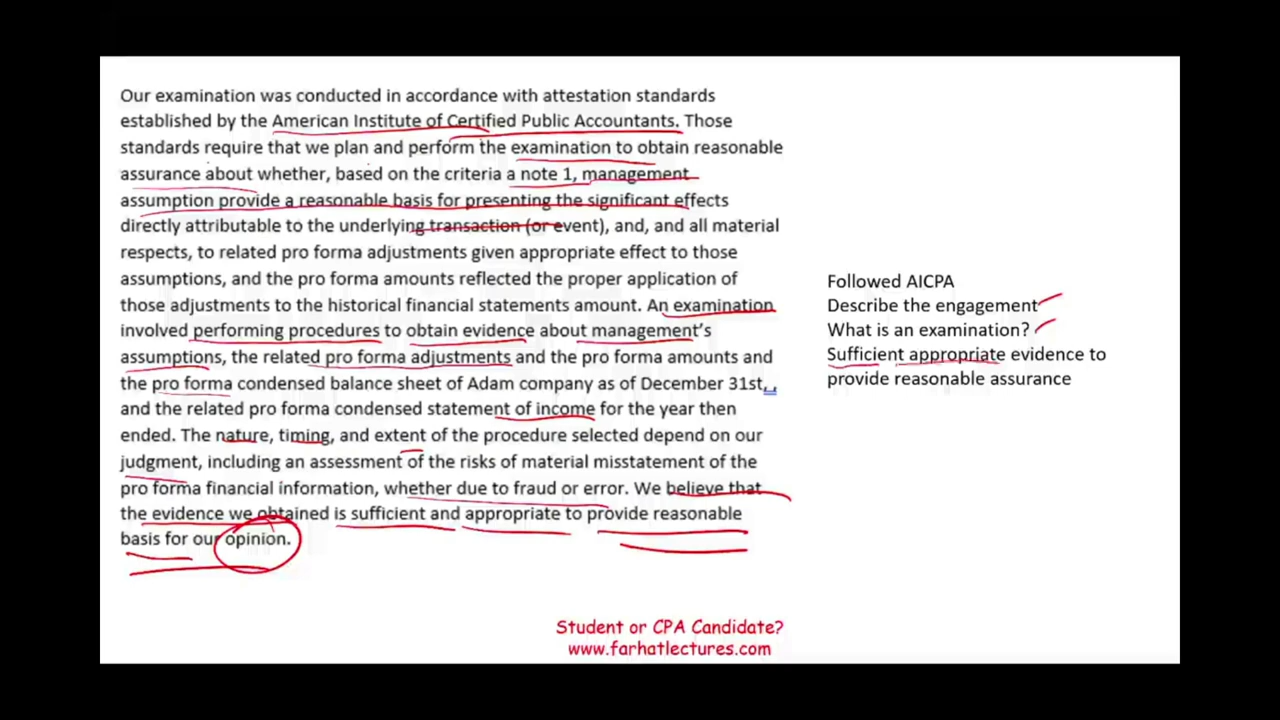 Our examination was conducted in accordance with attestation standards
established by the American Institute of Certified Public Accountants. Those
standards require that we plan and perform the examination to obtain reasonable
assurance about whether, based on the criteria a note 1, management
assumption provide a reasonable basis for presenting the significant effects
directly attributable to the underlying transaction (or event), and, and all material
respects, to related pro forma adjustments given appropriate effect to those
assumptions, and the pro forma amounts reflected the proper application of
those adjustments to the historical financial statements amount. An examination
involved performing procedures to obtain evidence about management's
assumptions, the related pro forma adjustments and the pro forma amounts and
the pro forma condensed balance sheet of Adam company as of December 31st,,
and the related pro forma condensed statement of income for the year then
ended. The nature, timing, and extent of the procedure selected depend on our
judgment, including an assessment of the risks of material misstatement of the
pro forma financial information, whether due to fraud or error. We believe that
the evidence we obtained is sufficient and appropriate to provide reasonable
basis for our opinion.
Followed AICPA
Describe the engagement
What is an examination?
Sufficient appropriate evidence to
provide reasonable assurance
Student or CPA Candidate?
www.farhatlectures.com